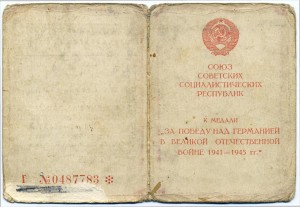 Г №0487783
СОЮЗ
СОВЕТСКИХ
СОЦИАЛИСТИЧЕСКИХ
РЕСПУБЛИК
К МЕДАЛИ
„ЗА ПОБЕДУ НАД ГЕРМАНИЕЙ
В ВЕЛИКОЙ ОТЕЧЕСТВЕННОЙ
ВОЙНЕ 1941—1945 гг.“